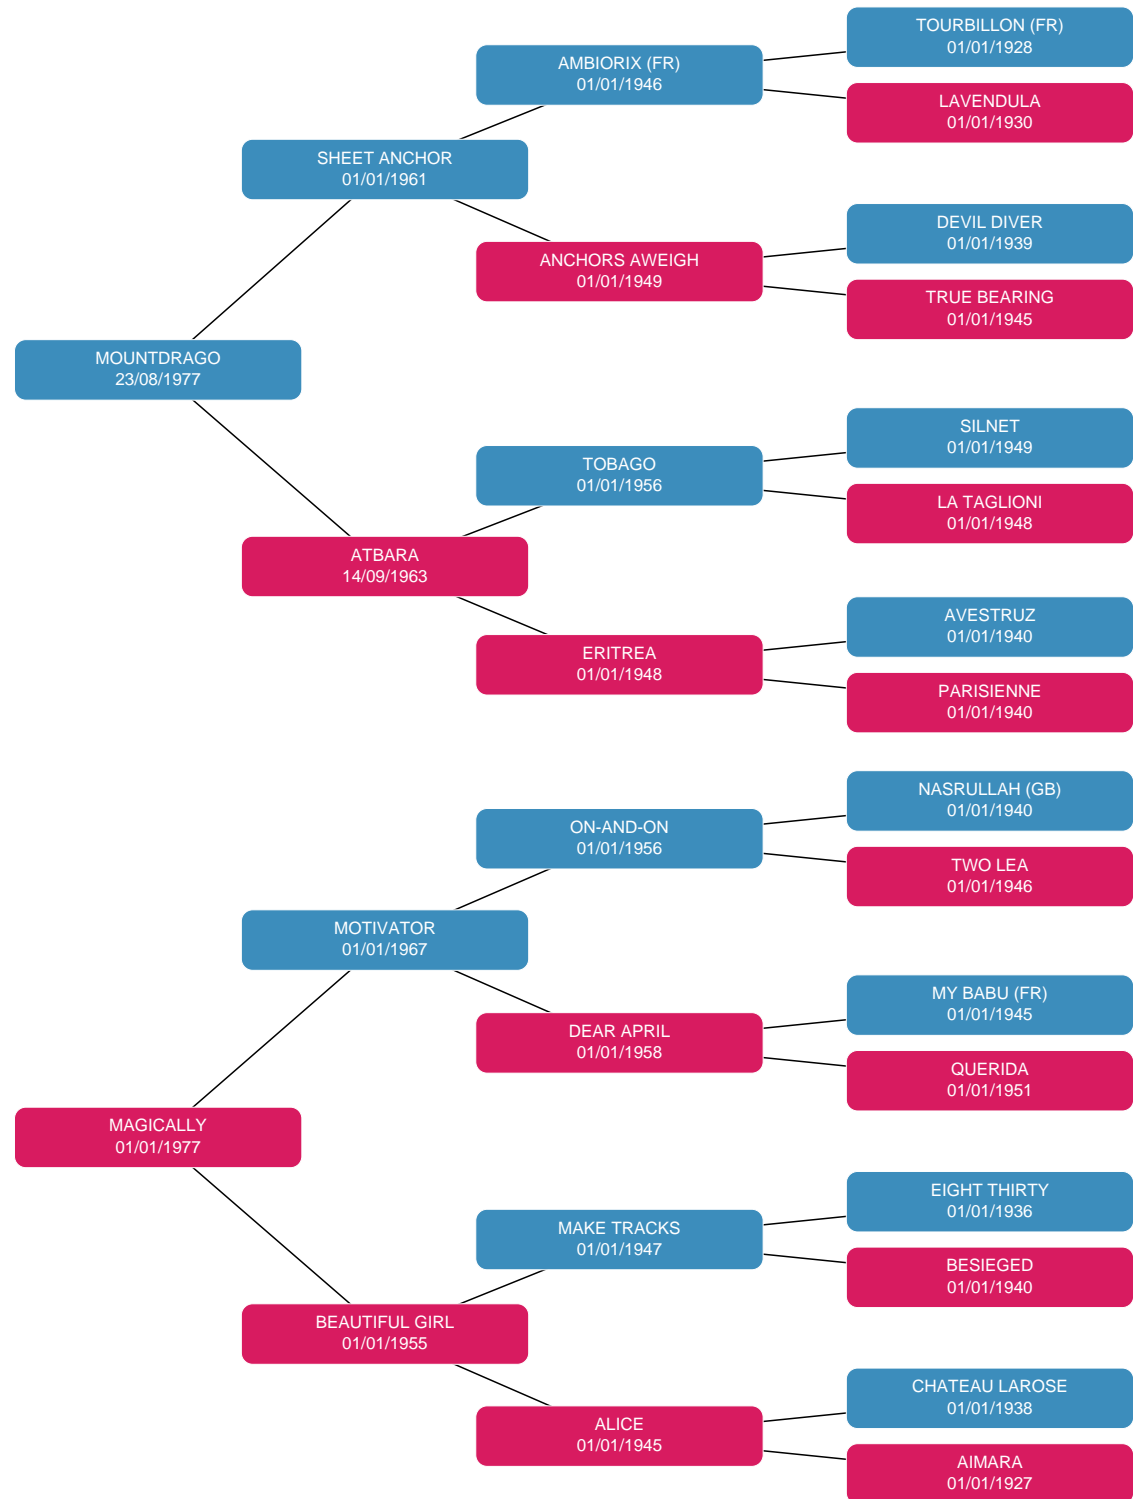 TOURBILLON (FR)
01/01/1928
AMBIORIX (FR)
01/01/1946
LAVENDULA
01/01/1930
SHEET ANCHOR
01/01/1961
DEVIL DIVER
01/01/1939
ANCHORS AWEIGH
01/01/1949
TRUE BEARING
01/01/1945
MOUNTDRAGO
23/08/1977
SILNET
01/01/1949
TOBAGO
01/01/1956
LA TAGLIONI
01/01/1948
ATBARA
14/09/1963
AVESTRUZ
01/01/1940
ERITREA
01/01/1948
PARISIENNE
01/01/1940
NASRULLAH (GB)
01/01/1940
ON-AND-ON
01/01/1956
TWO LEA
01/01/1946
MOTIVATOR
01/01/1967
MY BABU (FR)
01/01/1945
DEAR APRIL
01/01/1958
QUERIDA
01/01/1951
MAGICALLY
01/01/1977
EIGHT THIRTY
01/01/1936
MAKE TRACKS
01/01/1947
BESIEGED
01/01/1940
BEAUTIFUL GIRL
01/01/1955
CHATEAU LAROSE
01/01/1938
ALICE
01/01/1945
AIMARA
01/01/1927